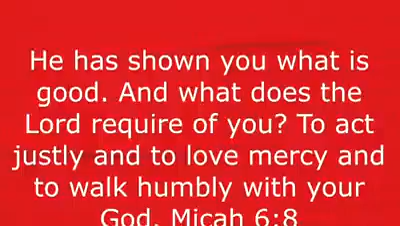 He has shown you what is
good. And what does the
Lord require of you? To act
justly and to love mercy and
to walk humbly with your
God. Micah 6:8